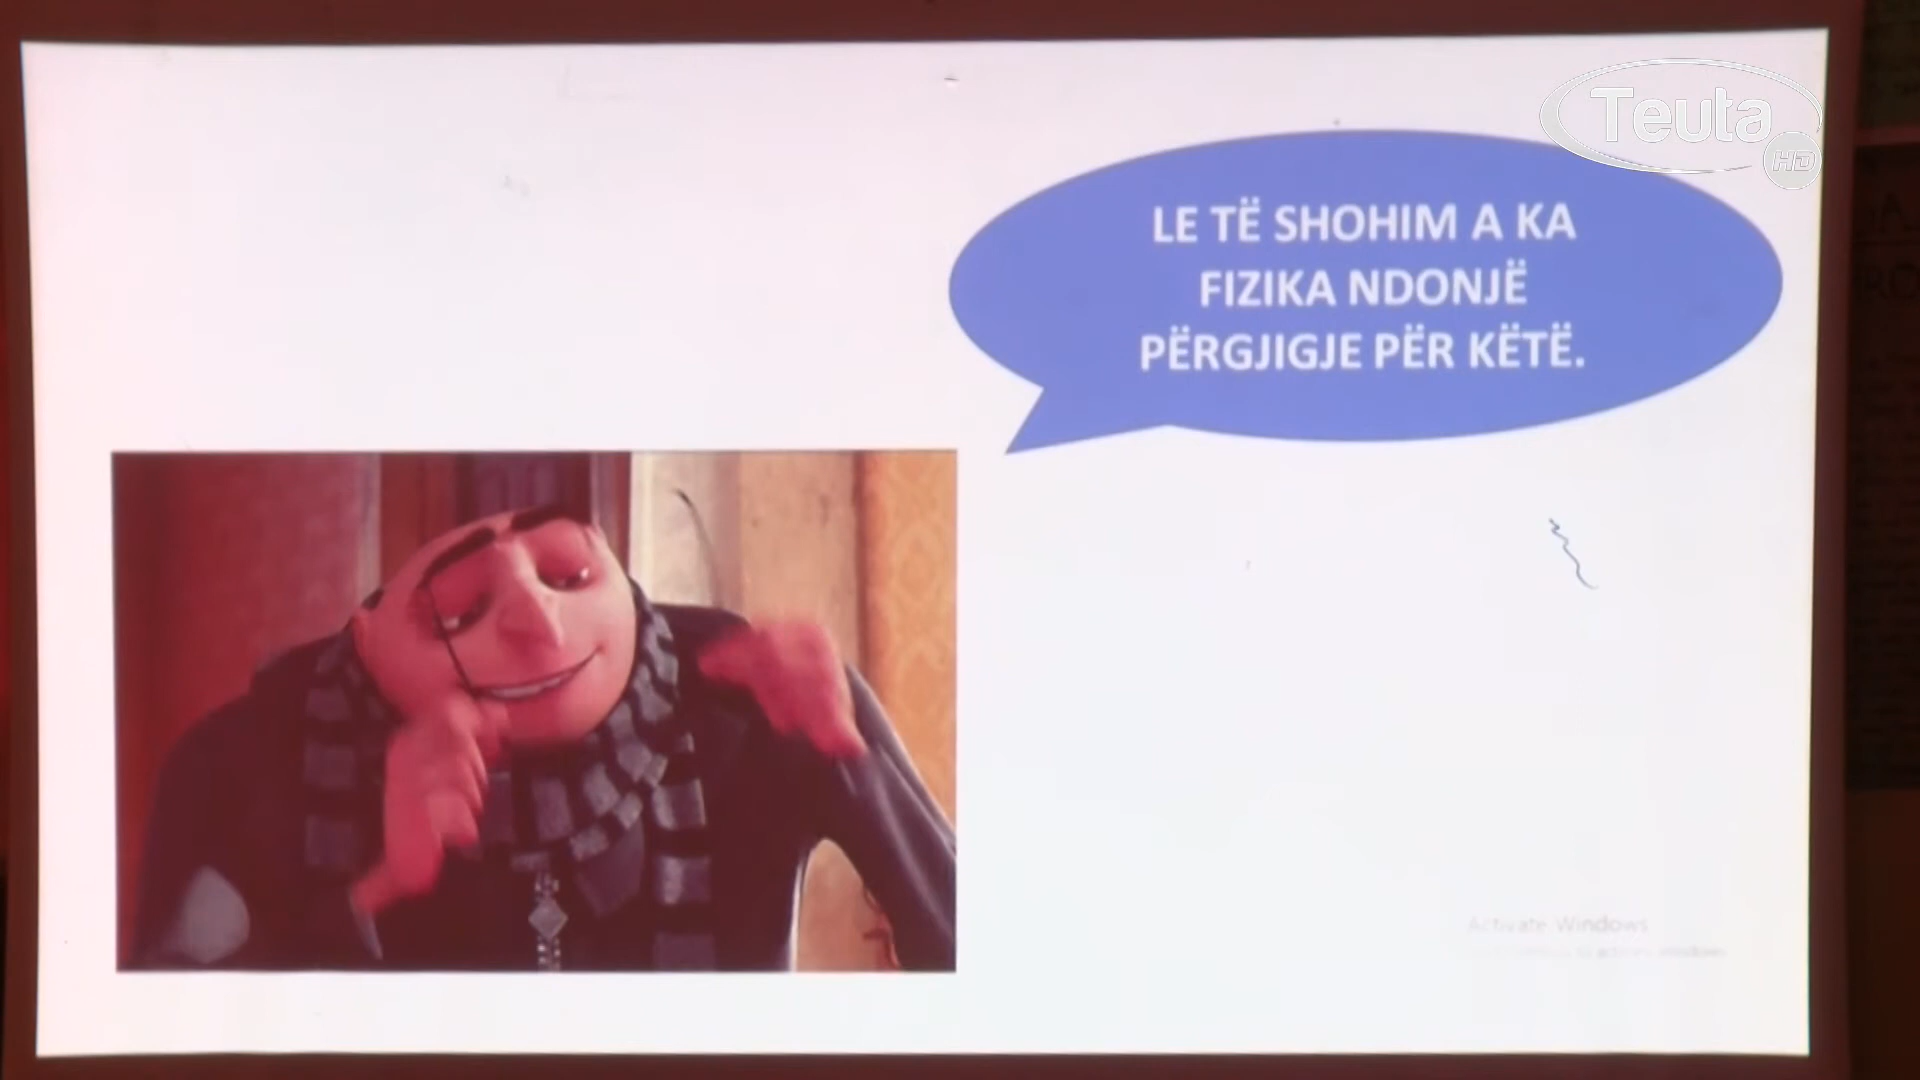 Teuta
HD
LE TË SHOHIM A KA
FIZIKA NDONJË
PËRGJIGJE PËR KËTË.
Activate Windows